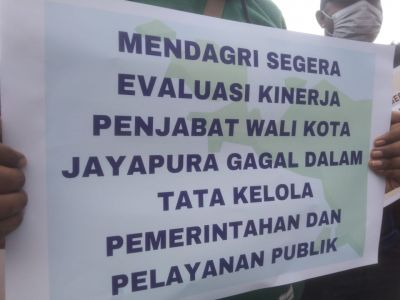 MENDAGRI SEGERA
EVALUASI KINERJA
PENJABAT WALI KOTA
JAYAPURA GAGAL DALAM
TATA KELOLA
PEMERINTAHAN DAN
PELAYANAN PUBLIK